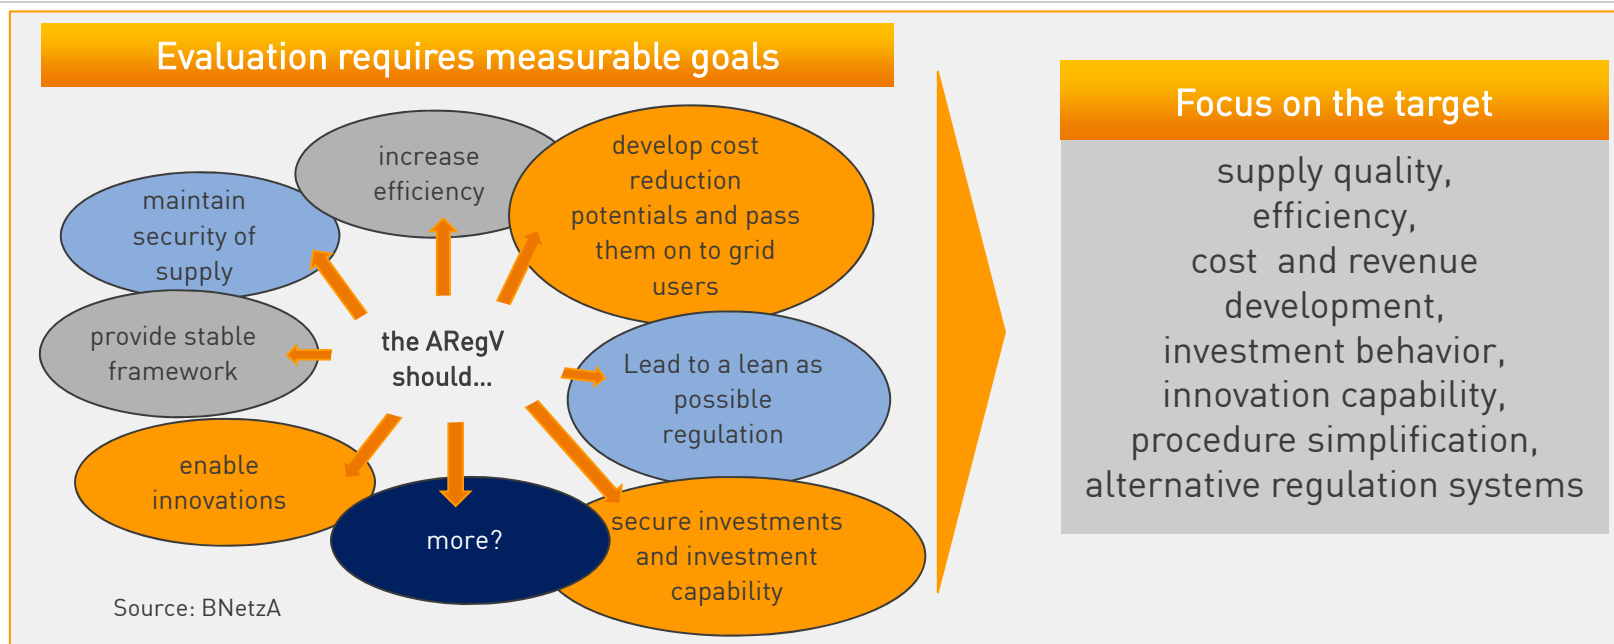 Evaluation requires measurable goals
increase
efficiency
develop cost
reduction
potentials and pass
them on to grid
users
maintain
security of
supply
provide stable
framework
the ARegV
should...
Lead to a lean as
possible
regulation
enable
innovations
more?
secure investments
and investment
capability
Source: BNetzA
Focus on the target
supply quality,
efficiency,
cost and revenue
development,
investment behavior,
innovation capability,
procedure simplification,
alternative regulation systems